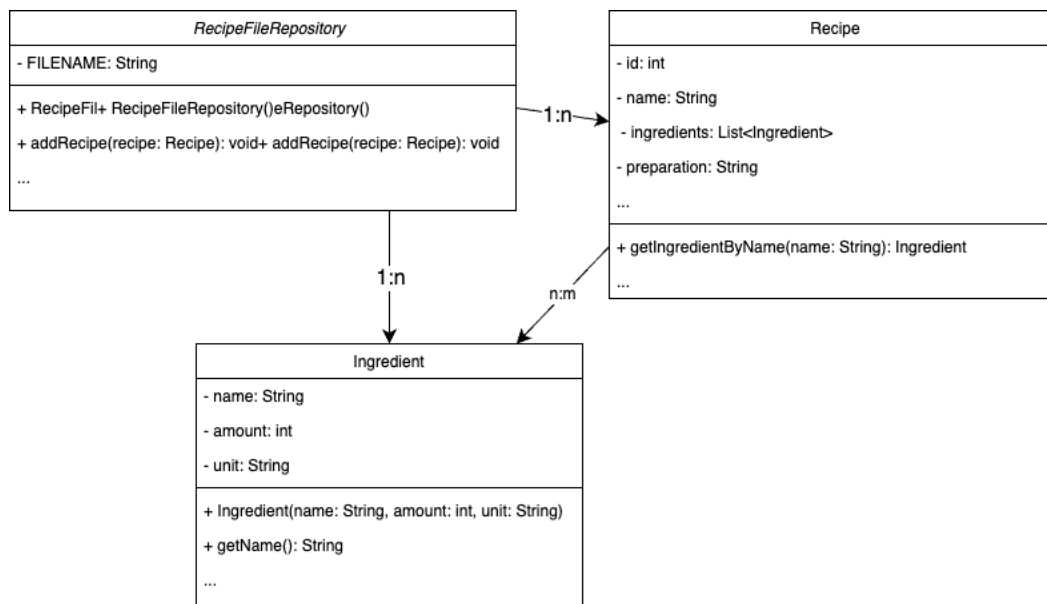 RecipeFileRepository
- FILENAME: String
+ RecipeFil+ RecipeFileRepository()eRepository()
+ addRecipe(recipe: Recipe): void+ addRecipe(recipe: Recipe): void
...
1:n
Recipe
- id: int
- name: String
- ingredients: List<Ingredient>
- preparation: String
...
+ getIngredientByName(name: String): Ingredient
...
1:n
n:m
Ingredient
- name: String
- amount: int
- unit: String
+ Ingredient(name: String, amount: int, unit: String)
+ getName(): String
...